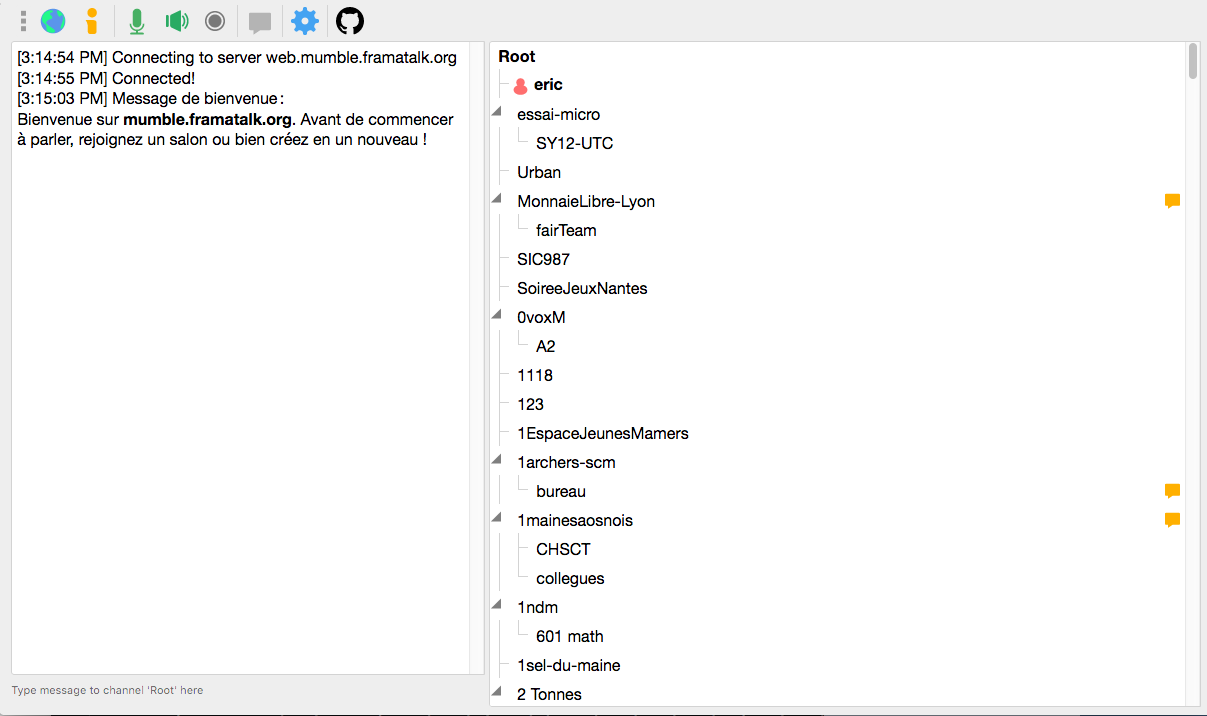 [3:14:54 PM] Connecting to server web.mumble.framatalk.org
[3:14:55 PM] Connected!
[3:15:03 PM] Message de bienvenue :
Bienvenue sur mumble.framatalk.org. Avant de commencer
à parler, rejoignez un salon ou bien créez en un nouveau !
Type message to channel 'Root' here
Root
eric
essai-micro
SY12-UTC
Urban
MonnaieLibre-Lyon
fairTeam
SIC987
SoireeJeuxNantes
0voxM
A2
1118
123
1EspaceJeunesMamers
1archers-scm
bureau
1mainesaosnois
CHSCT
collegues
1ndm
601 math
1sel-du-maine
2 Tonnes